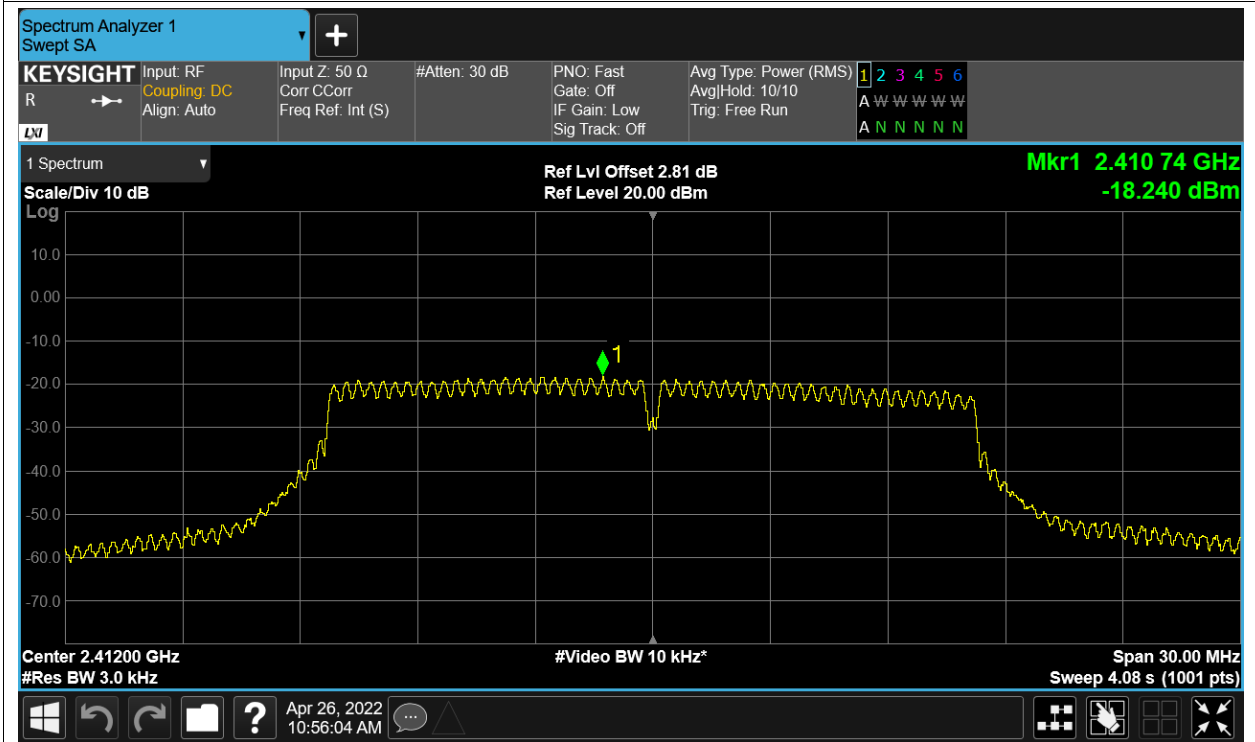 Spectrum Analyzer 1
Swept SA
+
KEYSIGHT
R
LXI
Input: RF
Coupling: DC
Align: Auto
Input Z: 50 Ω
Corr CCorr
Freq Ref: Int (S)
#Atten: 30 dB
PNO: Fast
Gate: Off
IF Gain: Low
Sig Track: Off
Avg Type: Power (RMS)
Avg|Hold: 10/10
Trig: Free Run
1 2 3 4 5 6
A W W W W W
A N N N N N
1 Spectrum
Scale/Div 10 dB
Log
Ref Lvl Offset 2.81 dB
Ref Level 20.00 dBm
Mkr1 2.410 74 GHz
-18.240 dBm
10.0
0.00
-10.0
1
-20.0
-30.0
-40.0
-50.0
-60.0
-70.0
Center 2.41200 GHz
#Video BW 10 kHz*
Span 30.00 MHz
#Res BW 3.0 kHz
Sweep 4.08 s (1001 pts)
?
Apr 26, 2022
10:56:04 AM